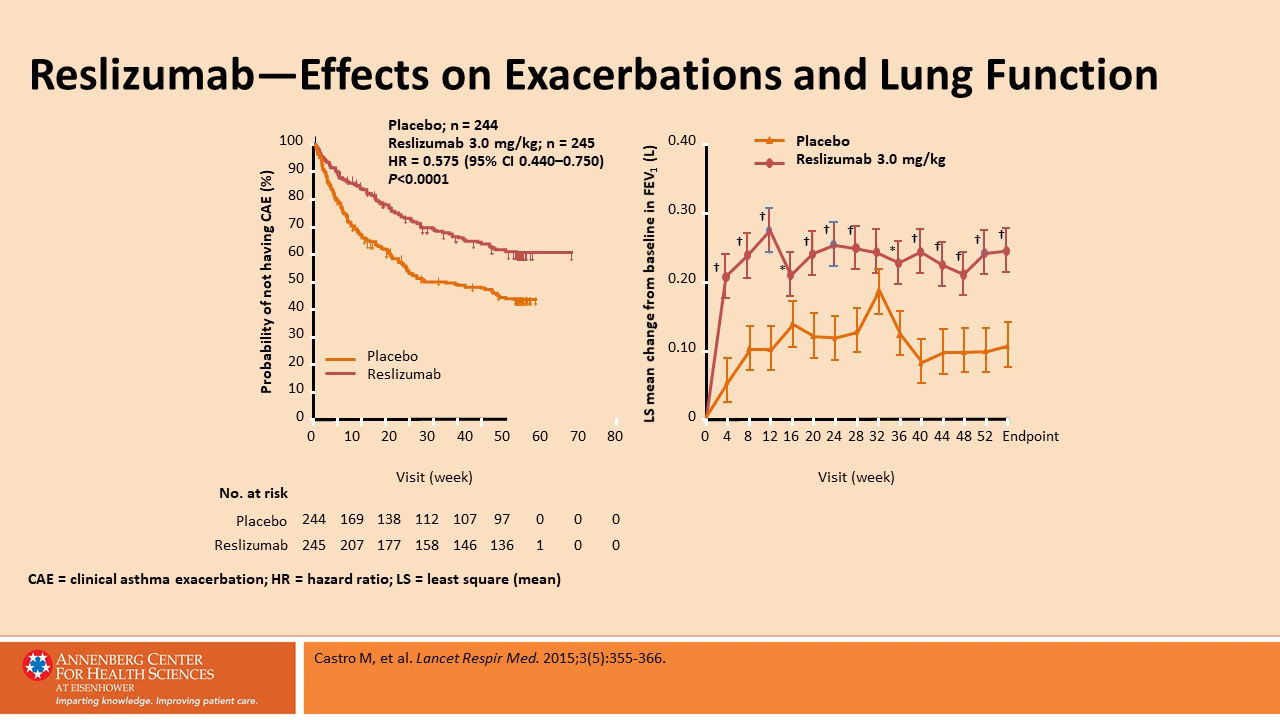 Reslizumab—Effects on Exacerbations and Lung Function
Placebo; n = 244
Reslizumab 3.0 mg/kg; n = 245
HR = 0.575 (95% CI 0.440–0.750)
P<0.0001
Probability of not having CAE (%)
100
90
80
70
60
50
40
30
20
10
0
Placebo
Reslizumab
0 10 20 30 40 50 60 70 80
Visit (week)
No. at risk
Placebo 244 169 138 112 107 97 0 0 0
Reslizumab 245 207 177 158 146 136 1 0 0
LS mean change from baseline in FEV1 (L)
0.40
0.30
0.20
0.10
0
Placebo
Reslizumab 3.0 mg/kg
† † † * † † † * † † † † †
0 4 8 12 16 20 24 28 32 36 40 44 48 52 Endpoint
Visit (week)
CAE = clinical asthma exacerbation; HR = hazard ratio; LS = least square (mean)
ANNENBERG CENTER
FOR HEALTH SCIENCES
AT EISENHOWER
Imparting knowledge. Improving patient care.
Castro M, et al. Lancet Respir Med. 2015;3(5):355-366.